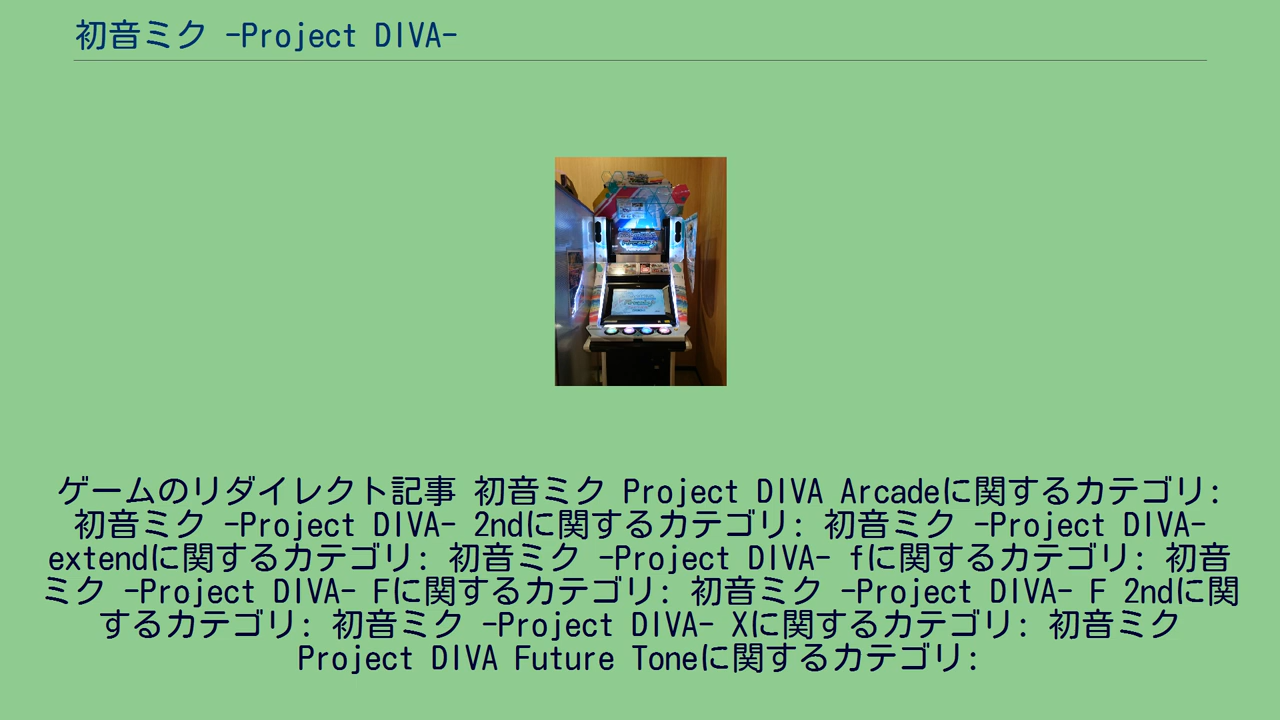 初音ミク -Project DIVA-
ゲームのリダイレクト記事 初音ミク Project DIVA Arcadeに関するカテゴリ:
初音ミク -Project DIVA- 2ndに関するカテゴリ: 初音ミク -Project DIVA-
extendに関するカテゴリ: 初音ミク -Project DIVA- fに関するカテゴリ: 初音
ミク -Project DIVA- Fに関するカテゴリ: 初音ミク -Project DIVA- F 2ndに関
するカテゴリ: 初音ミク -Project DIVA- Xに関するカテゴリ: 初音ミク
Project DIVA Future Toneに関するカテゴリ: